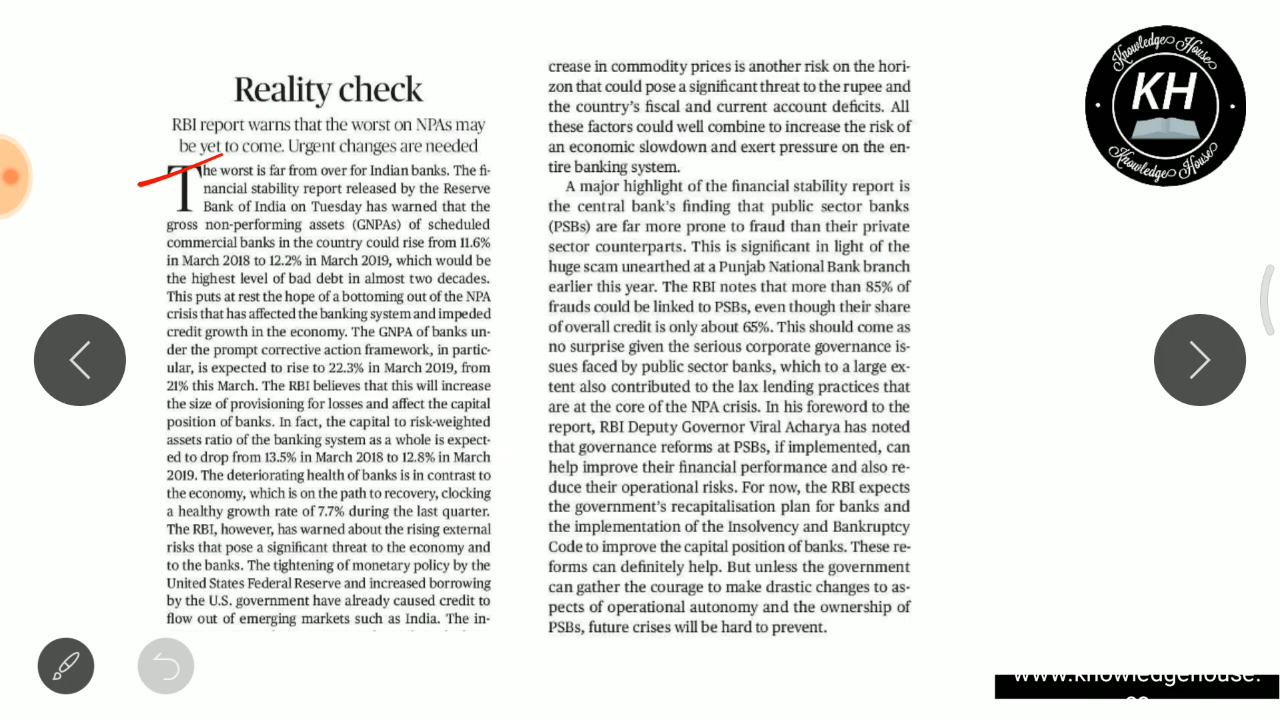 Reality check
RBI report warns that the worst on NPAs may
be yet to come. Urgent changes are needed
The worst is far from over for Indian banks. The fi-
nancial stability report released by the Reserve
Bank of India on Tuesday has warned that the
gross non-performing assets (GNPAs) of scheduled
commercial banks in the country could rise from 11.6%
in March 2018 to 12.2% in March 2019, which would be
the highest level of bad debt in almost two decades.
This puts at rest the hope of a bottoming out of the NPA
crisis that has affected the banking system and impeded
credit growth in the economy. The GNPA of banks un-
der the prompt corrective action framework, in partic-
ular, is expected to rise to 22.3% in March 2019, from
21% this March. The RBI believes that this will increase
the size of provisioning for losses and affect the capital
position of banks. In fact, the capital to risk-weighted
assets ratio of the banking system as a whole is expect-
ed to drop from 13.5% in March 2018 to 12.8% in March
2019. The deteriorating health of banks is in contrast to
the economy, which is on the path to recovery, clocking
a healthy growth rate of 7.7% during the last quarter.
The RBI, however, has warned about the rising external
risks that pose a significant threat to the economy and
to the banks. The tightening of monetary policy by the
United States Federal Reserve and increased borrowing
by the U.S. government have already caused credit to
flow out of emerging markets such as India. The in-
crease in commodity prices is another risk on the hori-
zon that could pose a significant threat to the rupee and
the country's fiscal and current account deficits. All
these factors could well combine to increase the risk of
an economic slowdown and exert pressure on the en-
tire banking system.
A major highlight of the financial stability report is
the central bank's finding that public sector banks
(PSBs) are far more prone to fraud than their private
sector counterparts. This is significant in light of the
huge scam unearthed at a Punjab National Bank branch
earlier this year. The RBI notes that more than 85% of
frauds could be linked to PSBs, even though their share
of overall credit is only about 65%. This should come as
no surprise given the serious corporate governance is-
sues faced by public sector banks, which to a large ex-
tent also contributed to the lax lending practices that
are at the core of the NPA crisis. In his foreword to the
report, RBI Deputy Governor Viral Acharya has noted
that governance reforms at PSBs, if implemented, can
help improve their financial performance and also re-
duce their operational risks. For now, the RBI expects
the government's recapitalisation plan for banks and
the implementation of the Insolvency and Bankruptcy
Code to improve the capital position of banks. These re-
forms can definitely help. But unless the government
can gather the courage to make drastic changes to as-
pects of operational autonomy and the ownership of
PSBs, future crises will be hard to prevent.
Knowledge House
KH
Knowledge House
www.knowledgehouse.